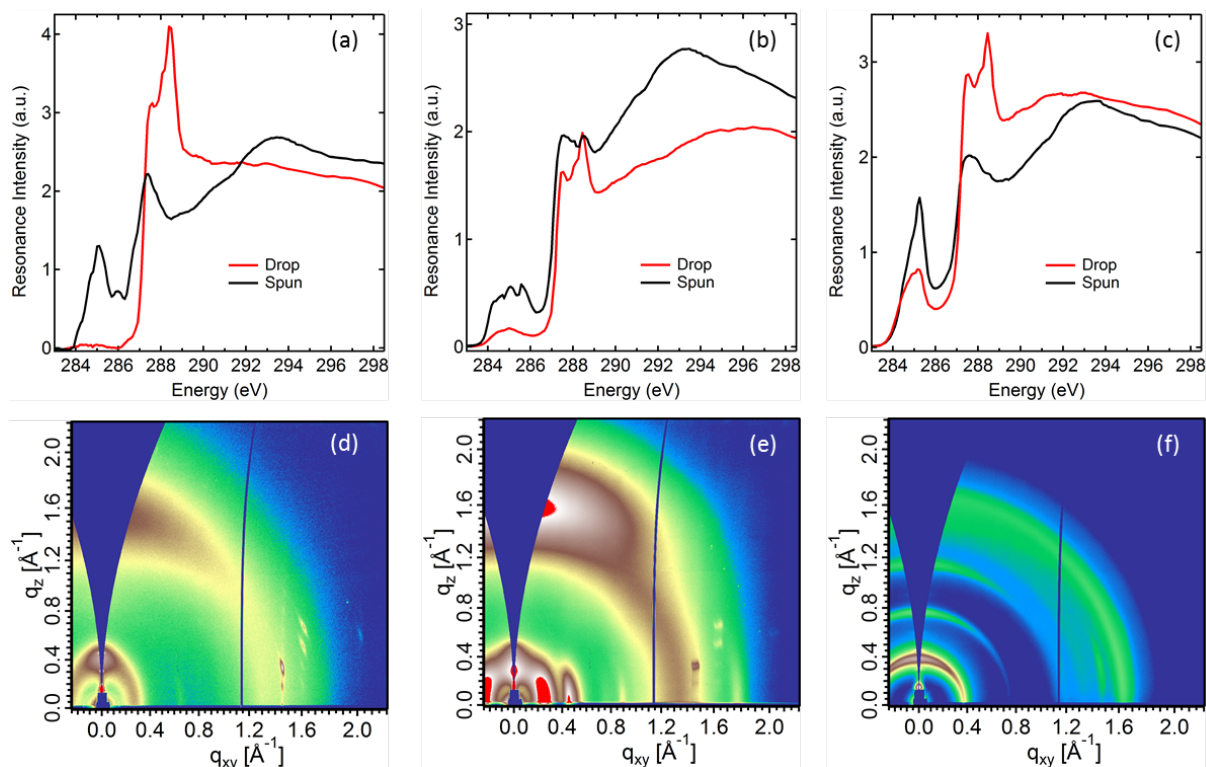 (a)
Resonance Intensity (a.u.)
4
3
2
1
0
Drop
Spun
284 286 288 290 292 294 296 298
Energy (eV)
(b)
Resonance Intensity (a.u.)
3
2
1
0
Drop
Spun
284 286 288 290 292 294 296 298
Energy (eV)
(c)
Resonance Intensity (a.u.)
3
2
1
0
Drop
Spun
284 286 288 290 292 294 296 298
Energy (eV)
(d)
q_z [Å⁻¹]
2.0
1.6
1.2
0.8
0.4
0.0
0.0 0.4 0.8 1.2 1.6 2.0
q_xy [Å⁻¹]
(e)
q_z [Å⁻¹]
2.0
1.6
1.2
0.8
0.4
0.0
0.0 0.4 0.8 1.2 1.6 2.0
q_xy [Å⁻¹]
(f)
q_z [Å⁻¹]
2.0
1.6
1.2
0.8
0.4
0.0
0.0 0.4 0.8 1.2 1.6 2.0
q_xy [Å⁻¹]